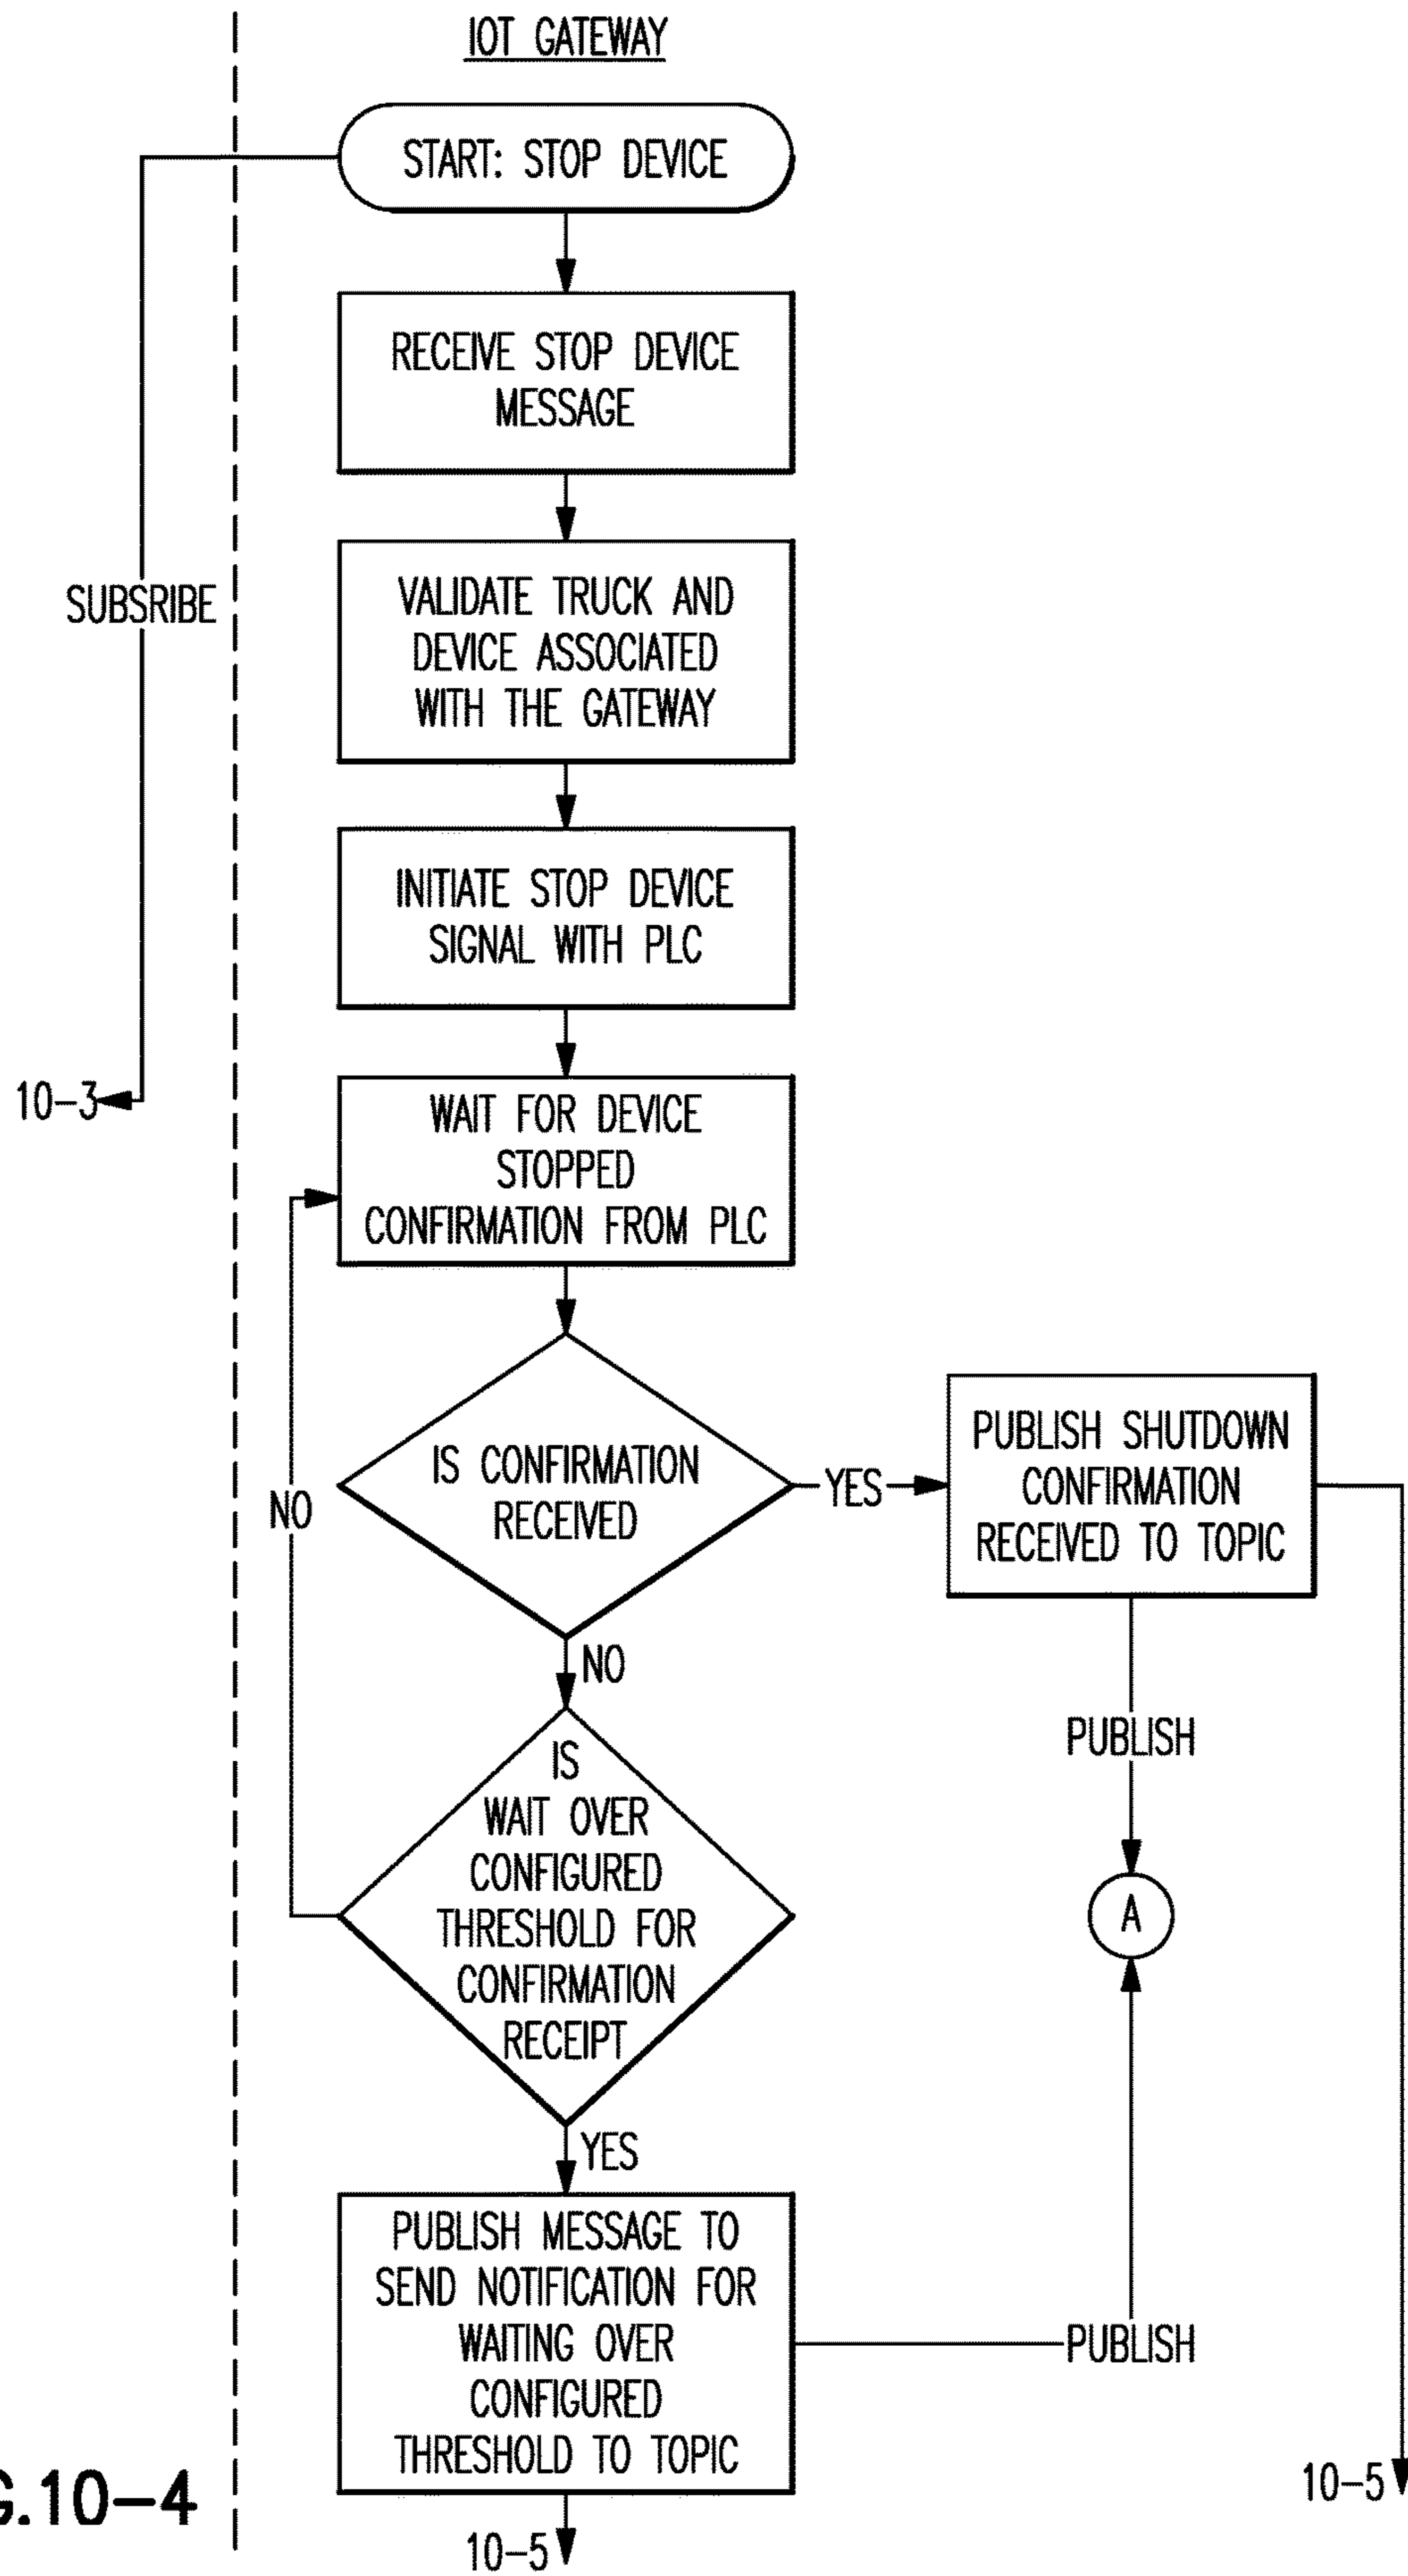 IOT GATEWAY
START: STOP DEVICE
RECEIVE STOP DEVICE
MESSAGE
SUBSRIBE
VALIDATE TRUCK AND
DEVICE ASSOCIATED
WITH THE GATEWAY
INITIATE STOP DEVICE
SIGNAL WITH PLC
10-3
WAIT FOR DEVICE
STOPPED
CONFIRMATION FROM PLC
IS CONFIRMATION
RECEIVED
YES
PUBLISH SHUTDOWN
CONFIRMATION
RECEIVED TO TOPIC
NO
NO
PUBLISH
IS
WAIT OVER
CONFIGURED
THRESHOLD FOR
CONFIRMATION
RECEIPT
A
YES
PUBLISH MESSAGE TO
SEND NOTIFICATION FOR
WAITING OVER
CONFIGURED
THRESHOLD TO TOPIC
PUBLISH
G.10-4
10-5
10-5